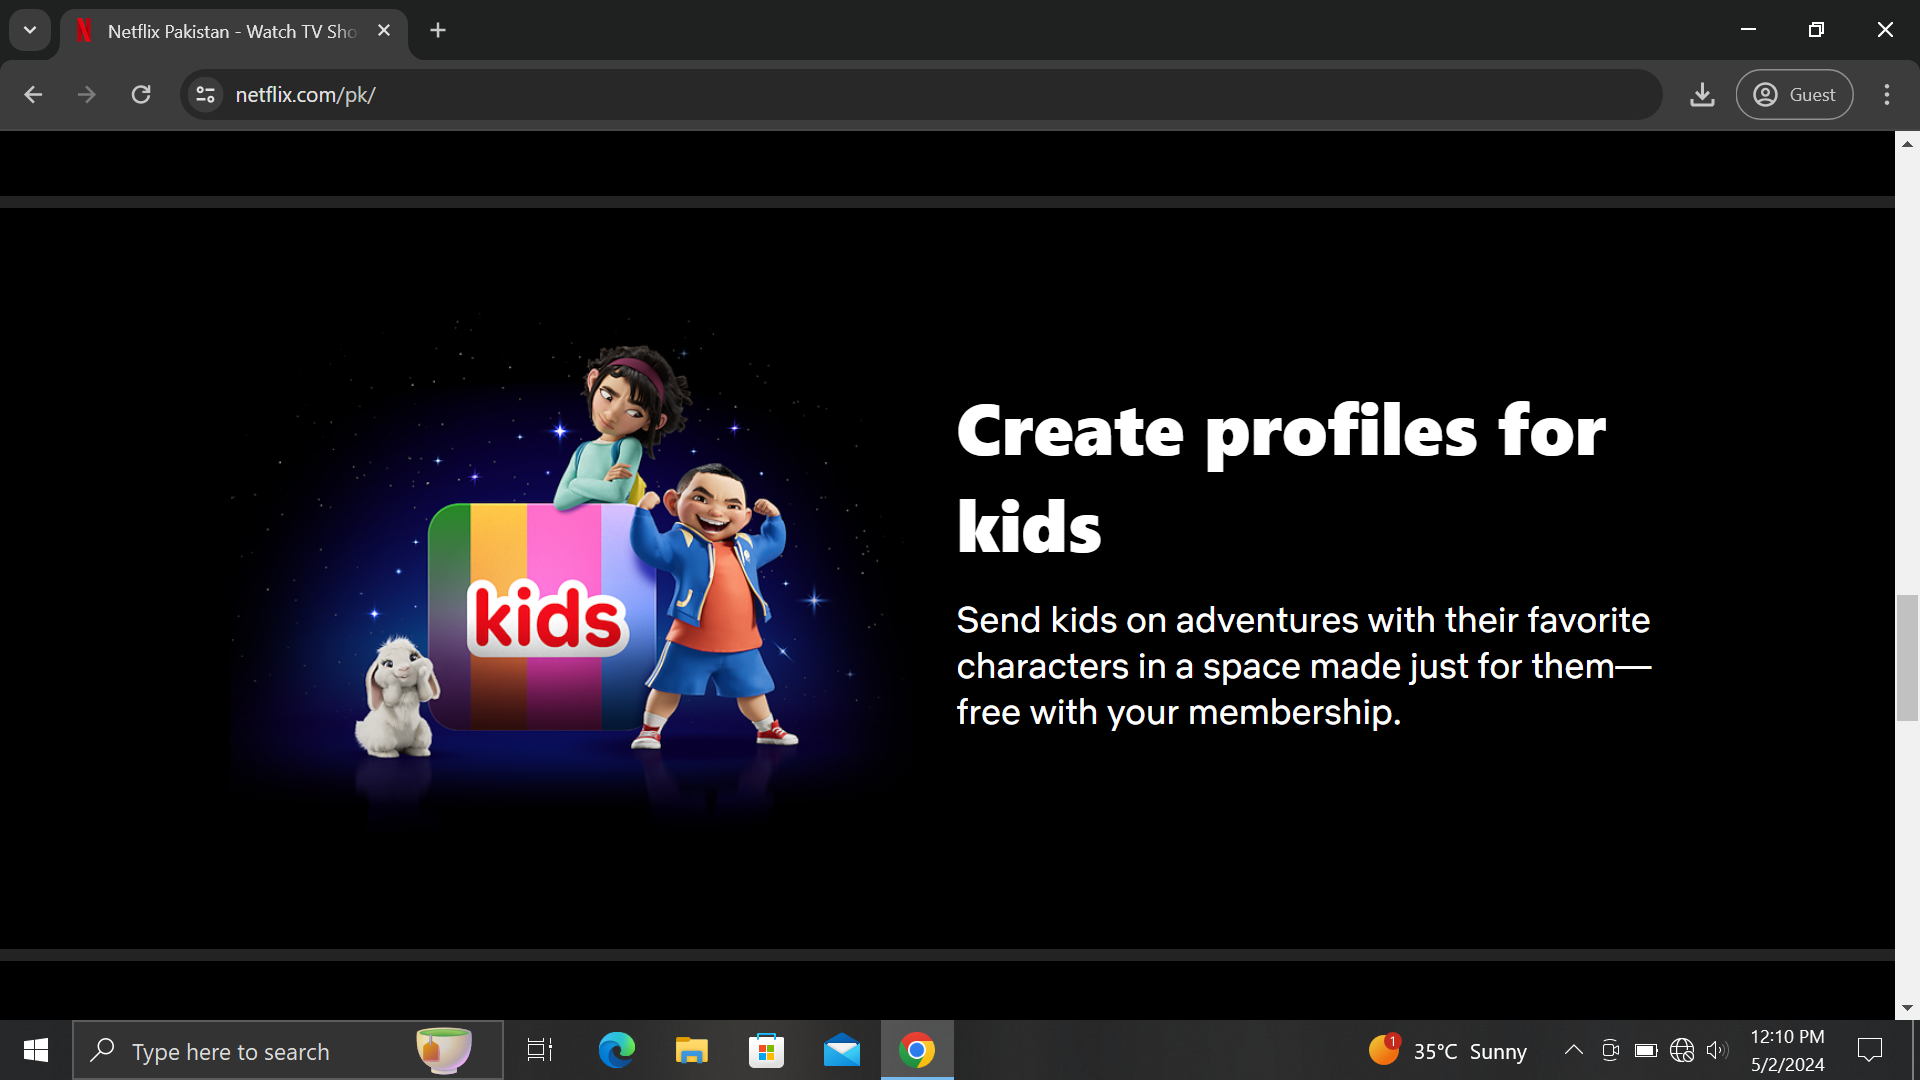 Netflix Pakistan - Watch TV Sho
netflix.com/pk/
Guest
kids
Create profiles for
kids
Send kids on adventures with their favorite
characters in a space made just for them—
free with your membership.
Type here to search
1
35°C Sunny
12:10 PM
5/2/2024